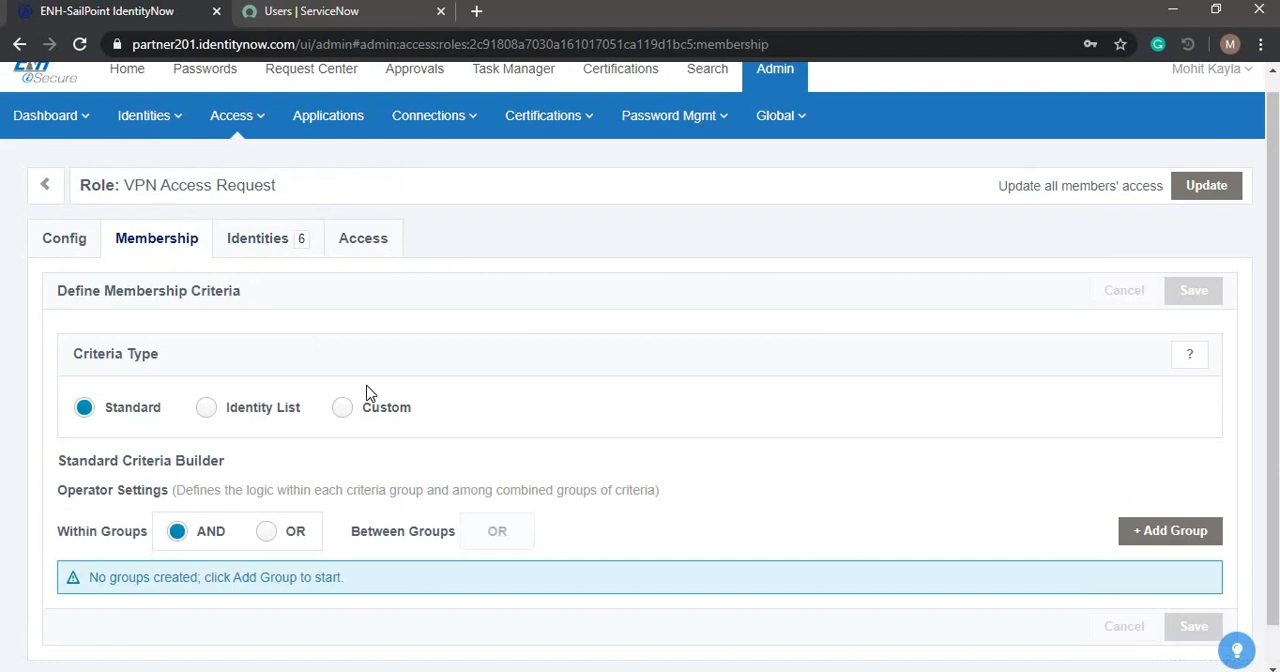 ENH-SailPoint IdentityNow
Users | ServiceNow
partner201.identitynow.com/ui/admin#admin:access:roles:2c91808a7030a161017051ca119d1bc5:membership
M
ENH
iSecure
Home Passwords Request Center Approvals Task Manager Certifications Search Admin Mohit Kayla
Dashboard Identities Access Applications Connections Certifications Password Mgmt Global
Role: VPN Access Request Update all members' access Update
Config Membership Identities 6 Access
Define Membership Criteria Cancel Save
Criteria Type ?
Standard Identity List Custom
Standard Criteria Builder
Operator Settings (Defines the logic within each criteria group and among combined groups of criteria)
Within Groups AND OR Between Groups OR + Add Group
No groups created; click Add Group to start.
Cancel Save